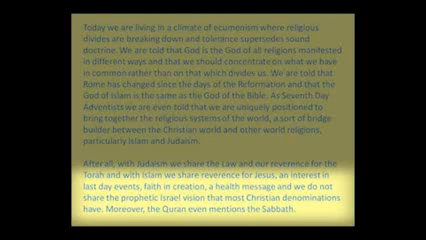 Today we are living in a climate of ecumenism where religious
divides are breaking down and tolerance supersedes sound
doctrine. We are told that God is the God of all religions manifested
in different ways and that we should concentrate on what we
have in common rather than on that which divides us. We are told that
Rome has changed since the days of the Reformation and that the
God of Islam is the same as the God of the Bible. As Seventh Day
Adventists we are even told that we are uniquely positioned to
bring together the religious systems of the world, a sort of bridge
builder between the Christian world and other world religions,
particularly Islam and Judaism.
After all, with Judaism we share the Law and our reverence for the
Torah and with Islam we share reverence for Jesus, an interest in
last day events, faith in creation, a health message and we do not
share the prophetic Israel vision that most Christian denominations
have. Moreover, the Quran even mentions the Sabbath.